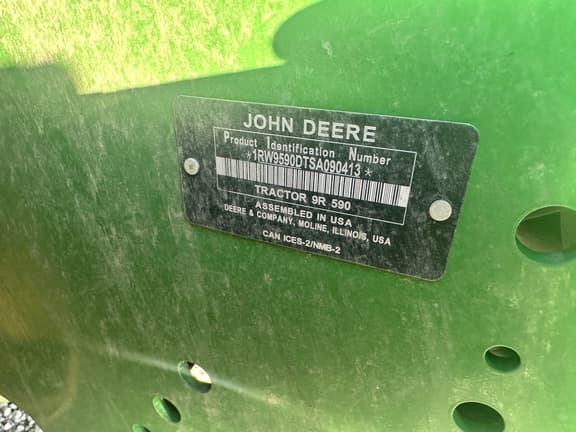 JOHN DEERE
Product Identification Number
*1RW9590DTSA090413*
TRACTOR 9R 590
ASSEMBLED IN USA
DEERE & COMPANY, MOLINE, ILLINOIS, USA
CAN ICES-2/NMB-2